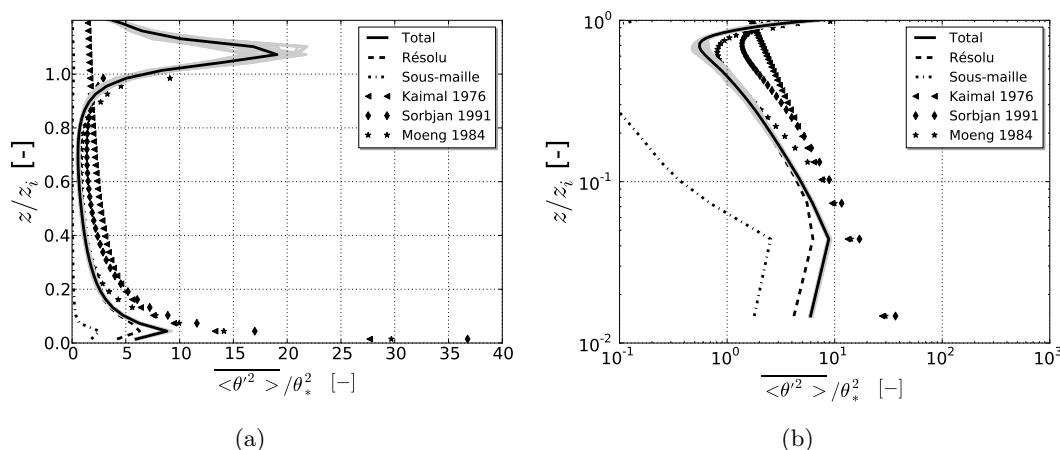 Total
Résolu
Sous-maille
Kaimal 1976
Sorbjan 1991
Moeng 1984
z/z_i [-]
1.0
0.8
0.6
0.4
0.2
0.0
0 5 10 15 20 25 30 35 40
<θ'²>/θ*² [-]
(a)
Total
Résolu
Sous-maille
Kaimal 1976
Sorbjan 1991
Moeng 1984
z/z_i [-]
10⁰
10⁻¹
10⁻²
10⁻¹ 10⁰ 10¹ 10² 10³
<θ'²>/θ*² [-]
(b)